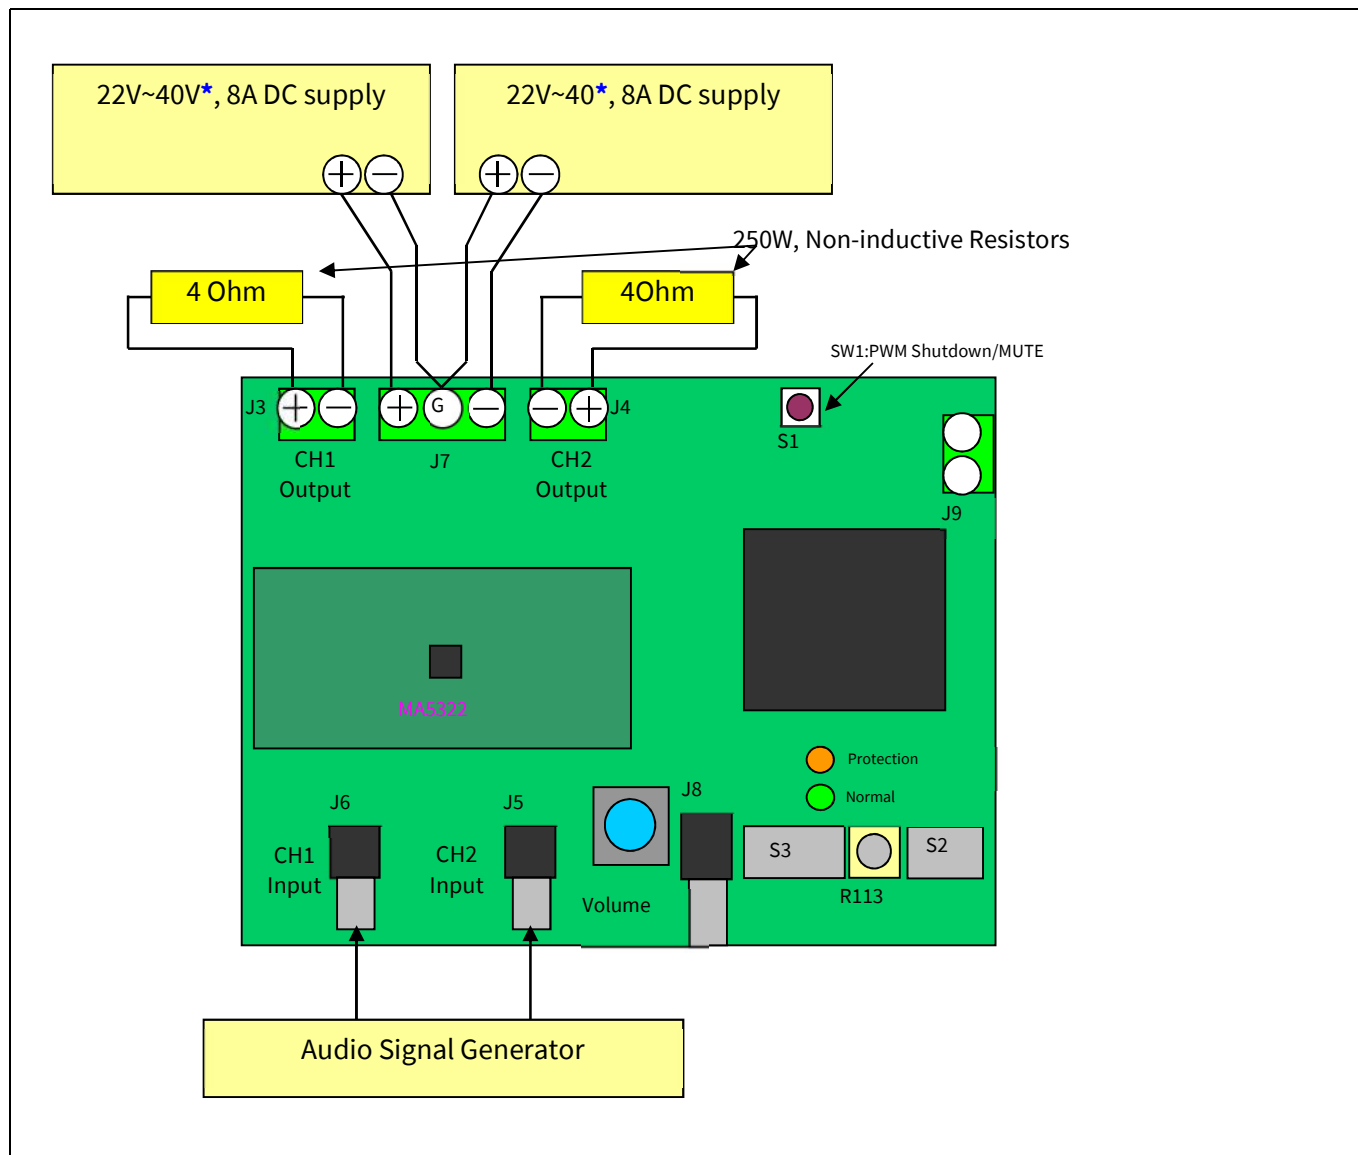 22V~40V*, 8A DC supply
22V~40*, 8A DC supply
250W, Non-inductive Resistors
4 Ohm
4Ohm
SW1:PWM Shutdown/MUTE
J3
G
J4
S1
CH1
Output
J7
CH2
Output
J9
MA5322
Protection
Normal
J6
J5
J8
CH1
Input
CH2
Input
Volume
S3
S2
R113
Audio Signal Generator